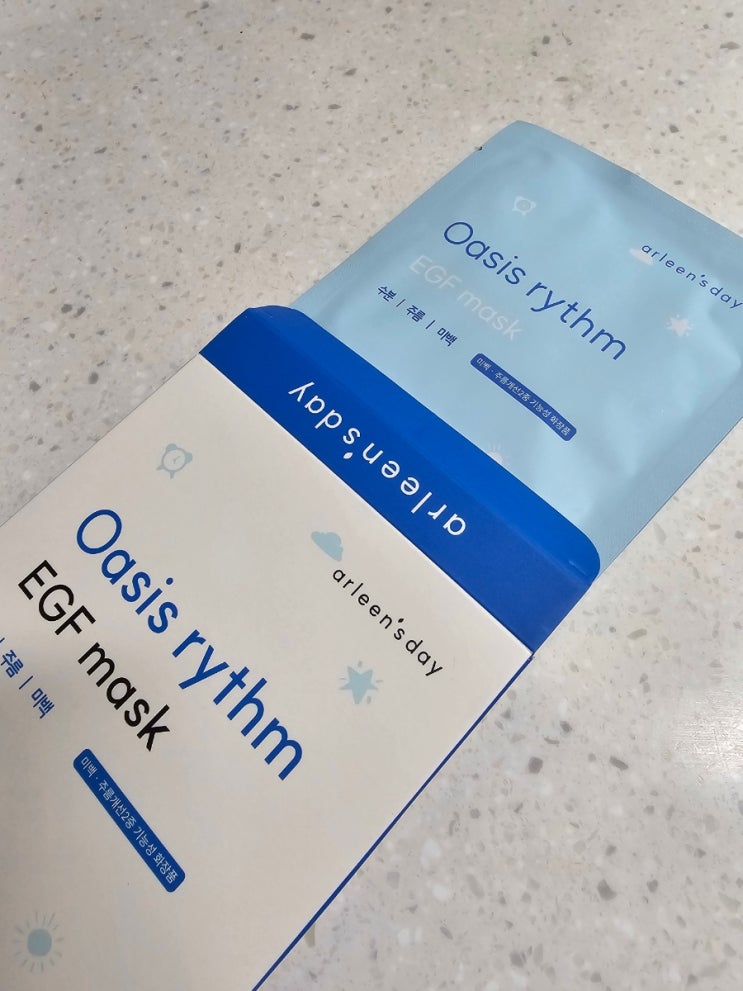 arleen'sday
Oasis rythm
EGF mask
수분 | 주름 | 미백
미백 · 주름개선2중 기능성 화장품
arleen'sday
arleen'sday
Oasis rythm
EGF mask
| 주름 | 미백
미백 · 주름개선2중 기능성 화장품